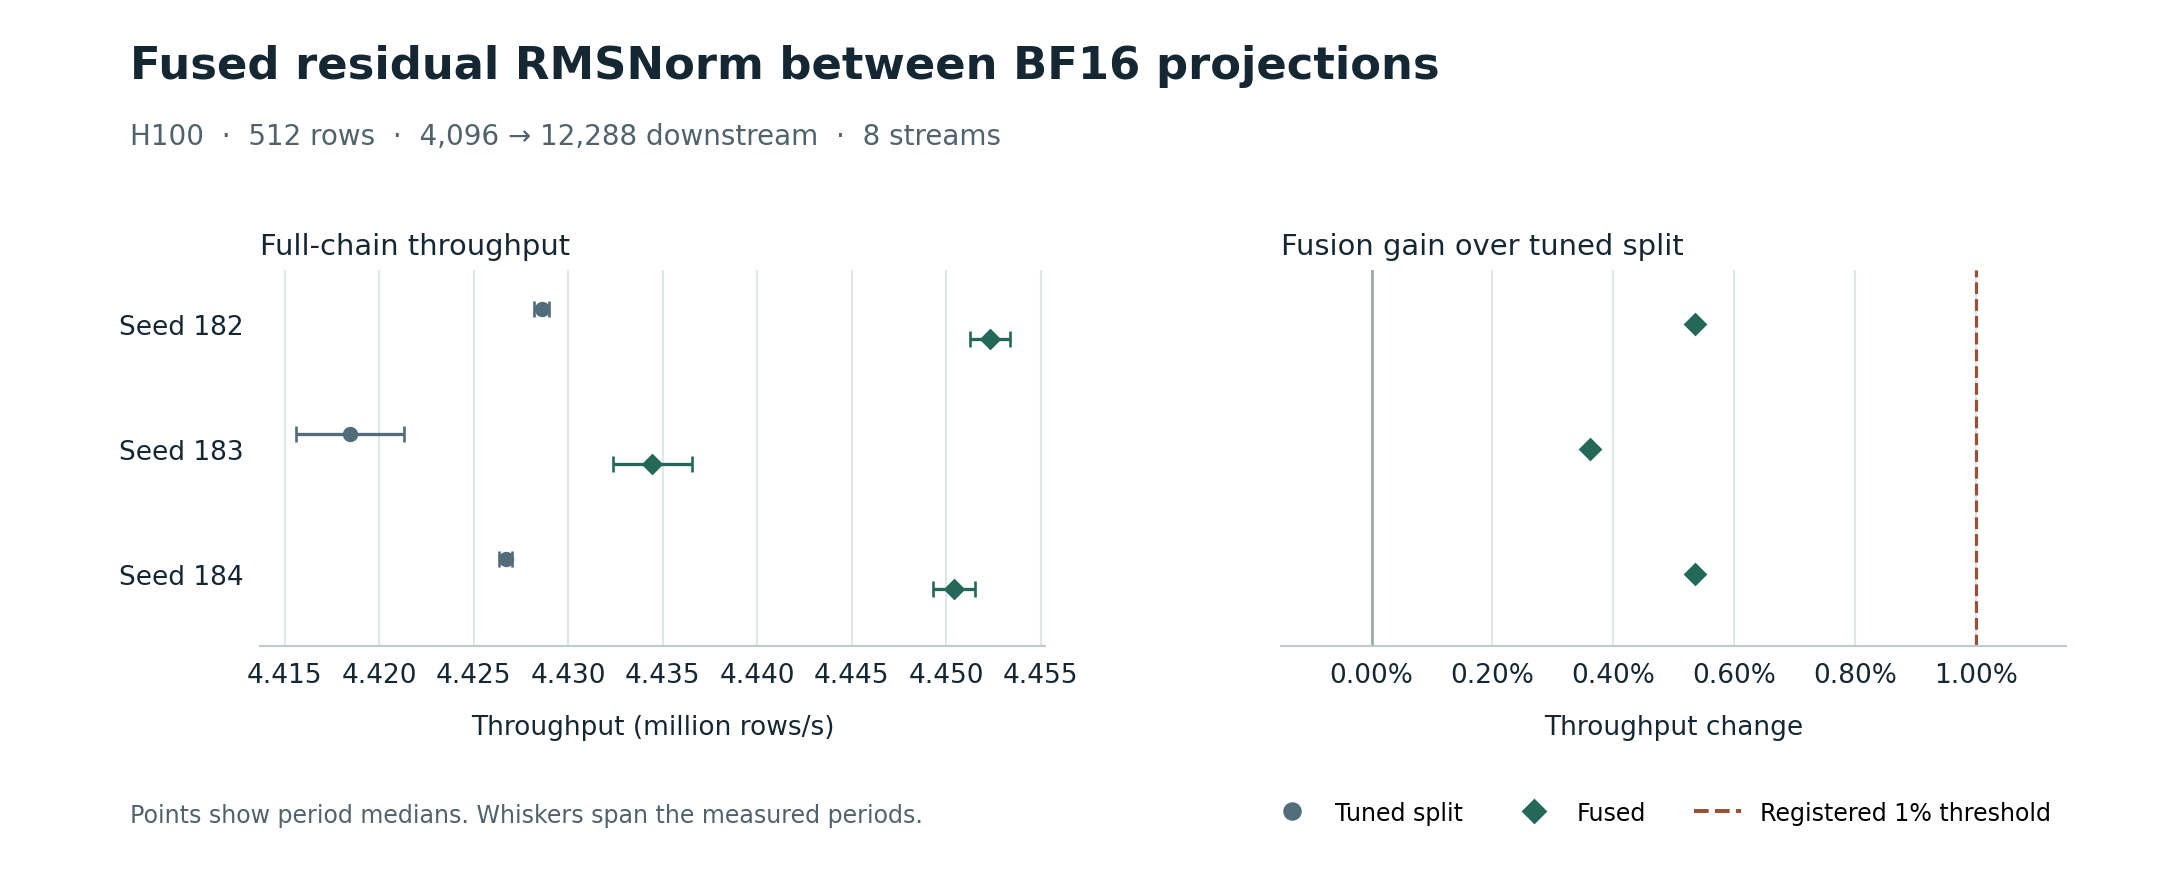 Fused residual RMSNorm between BF16 projections
H100 · 512 rows · 4,096 → 12,288 downstream · 8 streams
Full-chain throughput
Seed 182
Seed 183
Seed 184
4.415 4.420 4.425 4.430 4.435 4.440 4.445 4.450 4.455
Throughput (million rows/s)
Fusion gain over tuned split
0.00% 0.20% 0.40% 0.60% 0.80% 1.00%
Throughput change
Points show period medians. Whiskers span the measured periods.
Tuned split Fused Registered 1% threshold